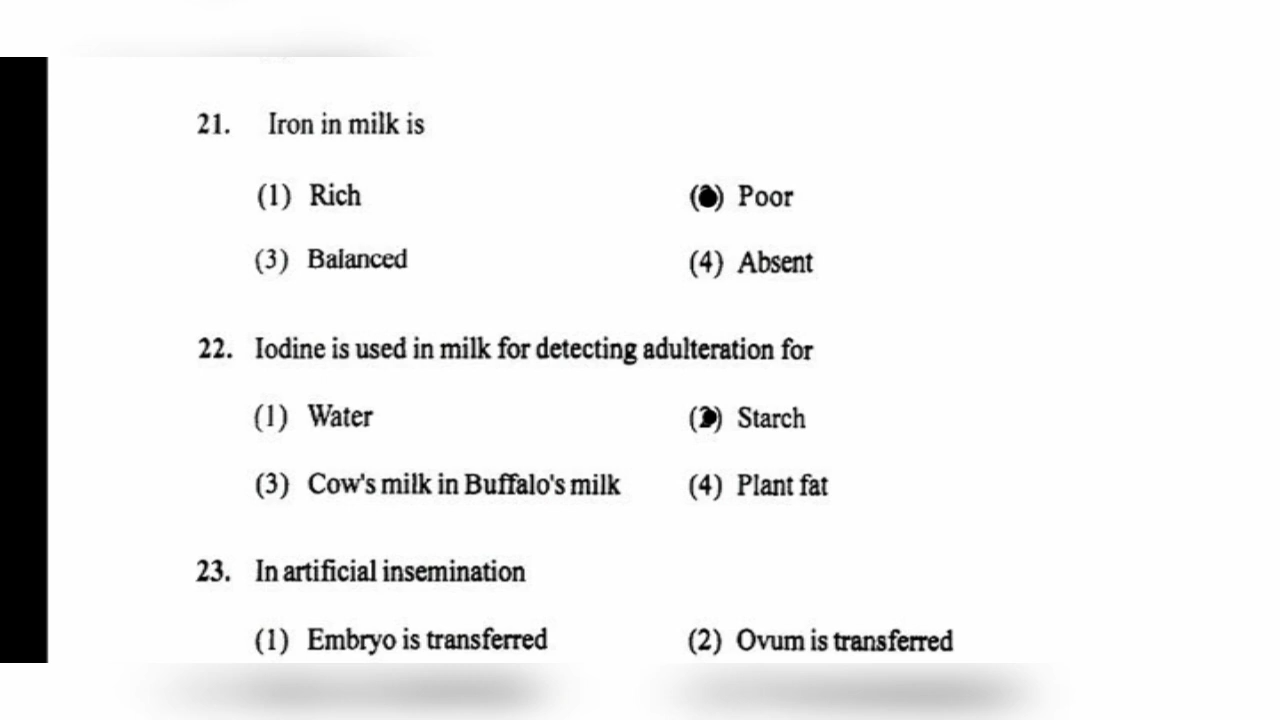 21. Iron in milk is
(1) Rich () Poor
(3) Balanced (4) Absent
22. Iodine is used in milk for detecting adulteration for
(1) Water (2) Starch
(3) Cow's milk in Buffalo's milk (4) Plant fat
23. In artificial insemination
(1) Embryo is transferred (2) Ovum is transferred